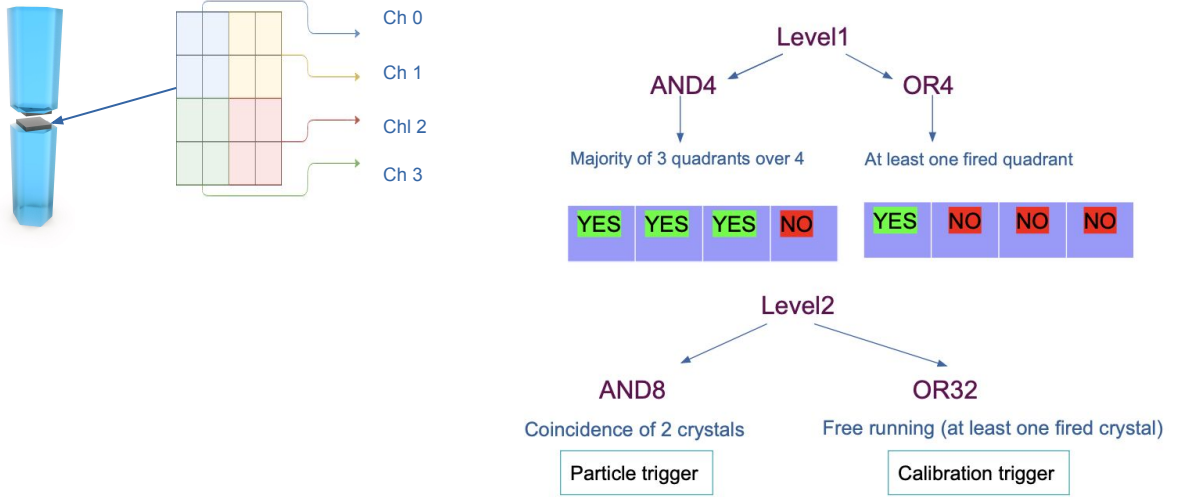 Ch 0
Ch 1
Chl 2
Ch 3
Level1
AND4 OR4
Majority of 3 quadrants over 4
At least one fired quadrant
YES YES YES NO
YES NO NO NO
Level2
AND8 OR32
Coincidence of 2 crystals
Free running (at least one fired crystal)
Particle trigger
Calibration trigger